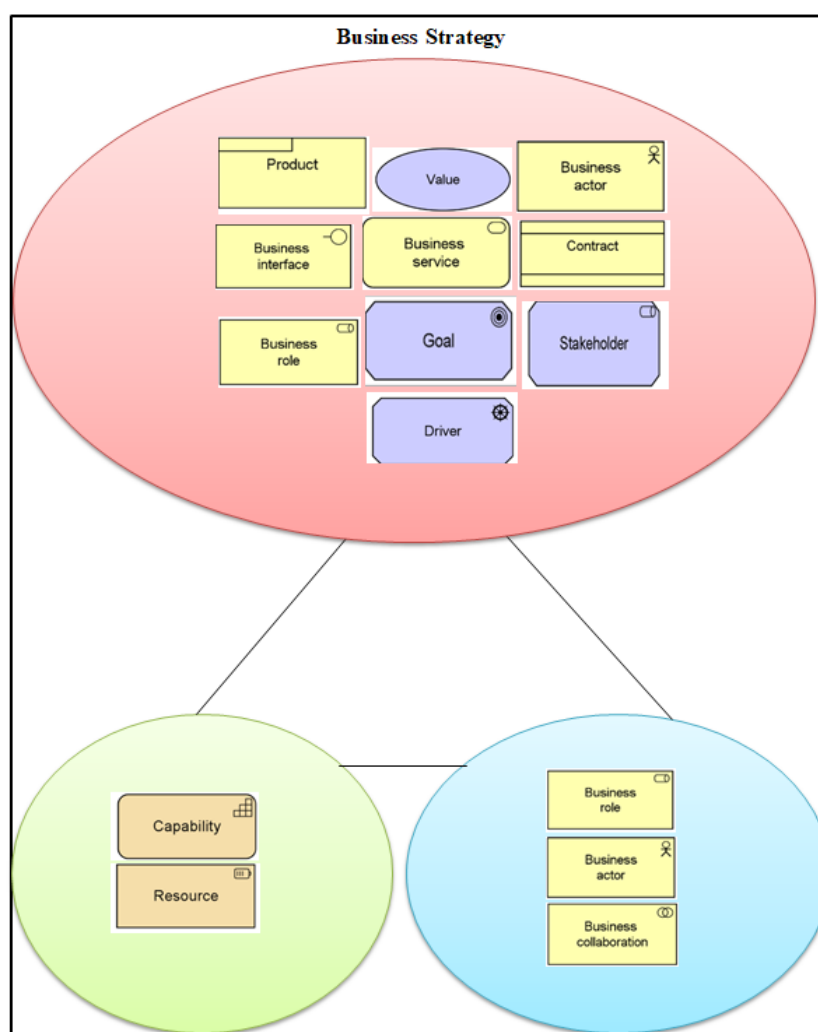 Business Strategy
Product
Value
Business
actor
Business
interface
Business
service
Contract
Business
role
Goal
Stakeholder
Driver
Capability
Resource
Business
role
Business
actor
Business
collaboration